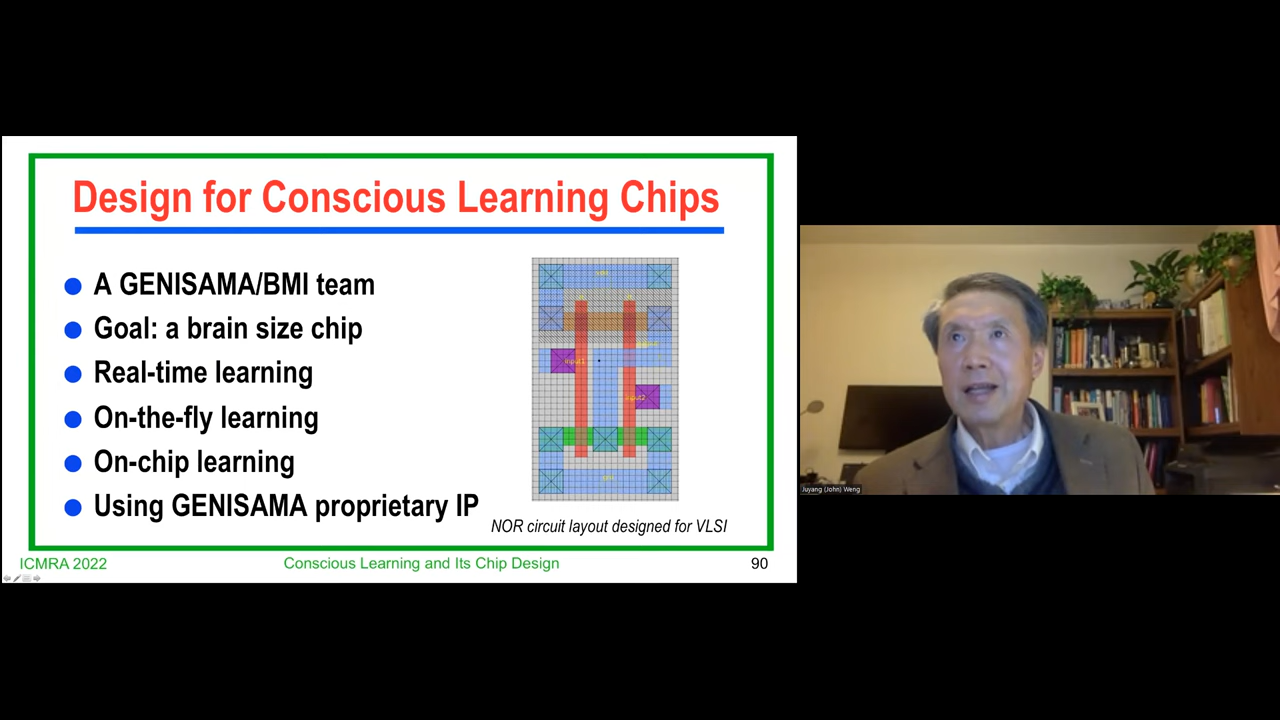 Design for Conscious Learning Chips
A GENISAMA/BMI team
Goal: a brain size chip
Real-time learning
On-the-fly learning
On-chip learning
Using GENISAMA proprietary IP
input1
input2
NOR circuit layout designed for VLSI
ICMRA 2022
Conscious Learning and Its Chip Design
90
Juyang (John) Weng